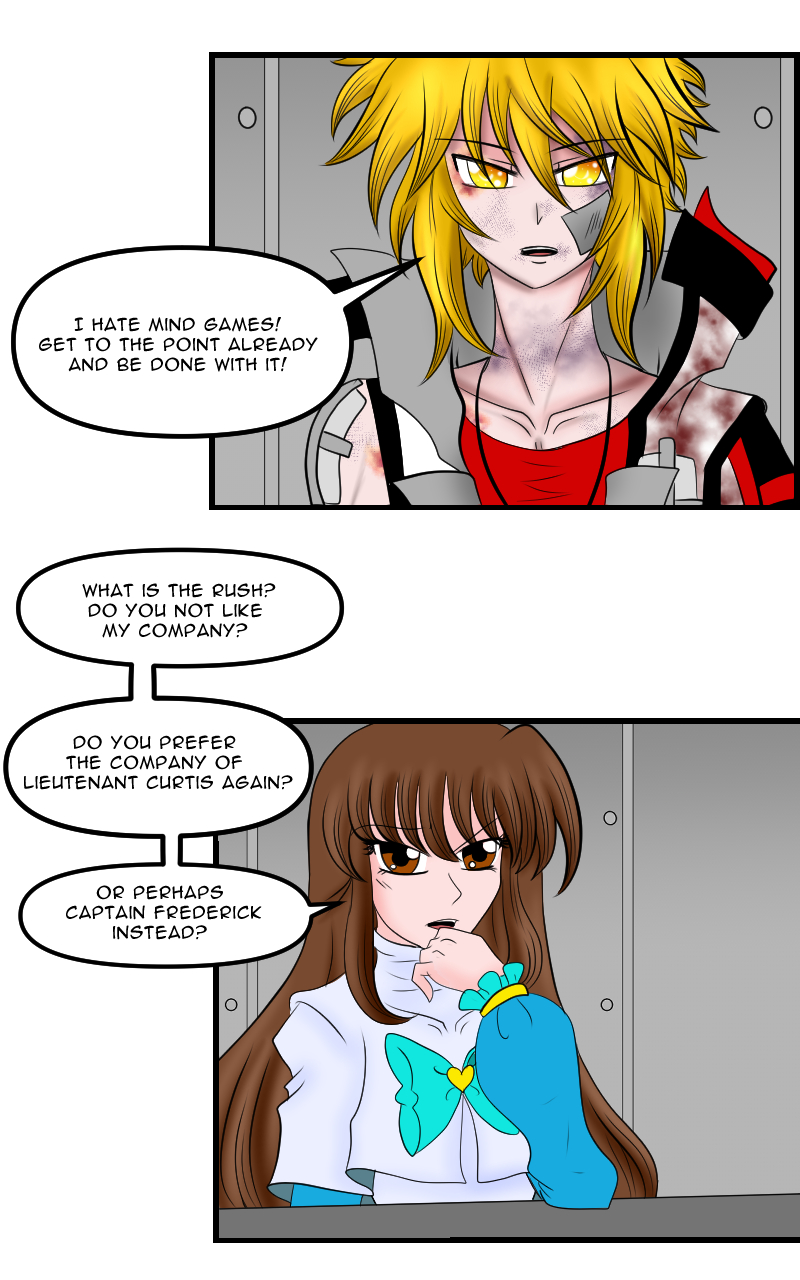 I HATE MIND GAMES!
GET TO THE POINT ALREADY
AND BE DONE WITH IT!
WHAT IS THE RUSH?
DO YOU NOT LIKE
MY COMPANY?
DO YOU PREFER
THE COMPANY OF
LIEUTENANT CURTIS AGAIN?
OR PERHAPS
CAPTAIN FREDERICK
INSTEAD?